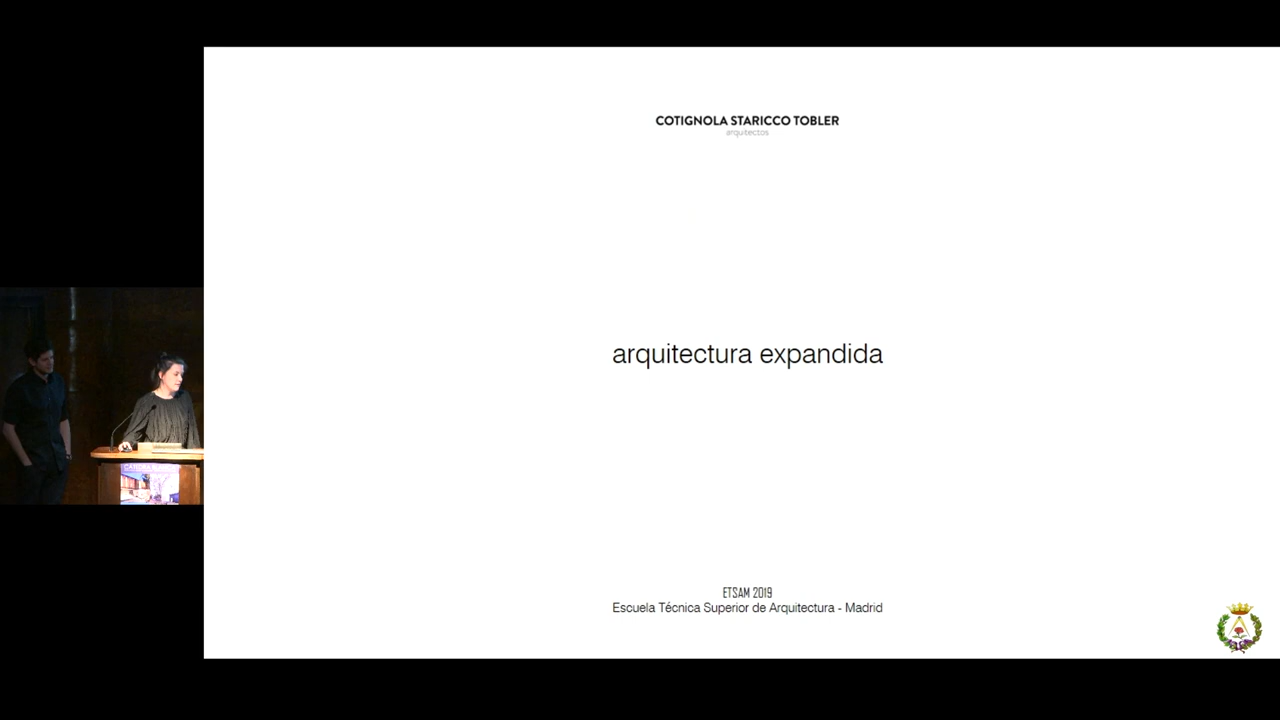 COTIGNOLA STARICCO TOBLER
arquitectos
arquitectura expandida
ETSAM 2019
Escuela Técnica Superior de Arquitectura - Madrid